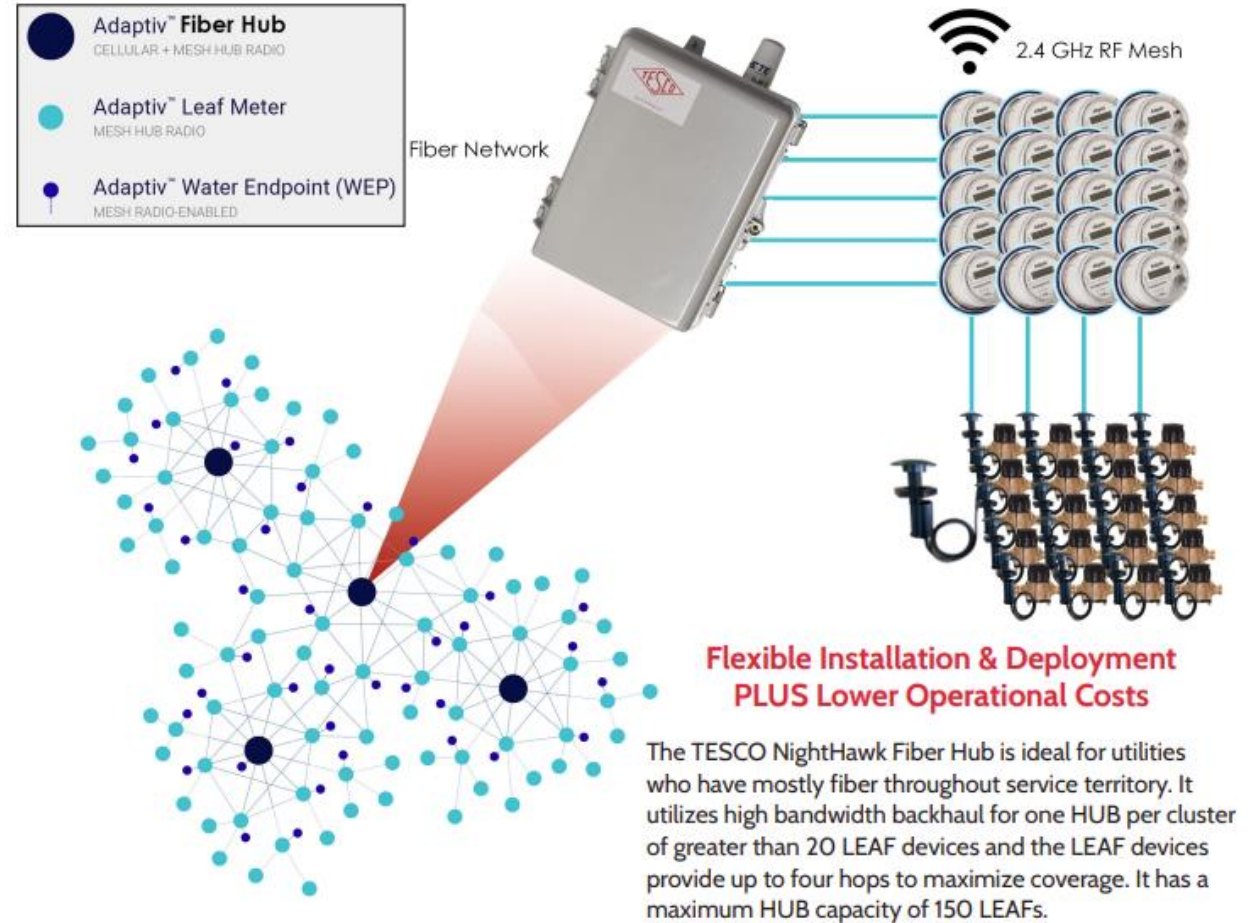 Adaptiv™ Fiber Hub
CELLULAR + MESH HUB RADIO
Adaptiv™ Leaf Meter
MESH HUB RADIO
Adaptiv™ Water Endpoint (WEP)
MESH RADIO-ENABLED
Fiber Network
TESCO
2.4 GHz RF Mesh
Flexible Installation & Deployment
PLUS Lower Operational Costs
The TESCO NightHawk Fiber Hub is ideal for utilities
who have mostly fiber throughout service territory. It
utilizes high bandwidth backhaul for one HUB per cluster
of greater than 20 LEAF devices and the LEAF devices
provide up to four hops to maximize coverage. It has a
maximum HUB capacity of 150 LEAFs.